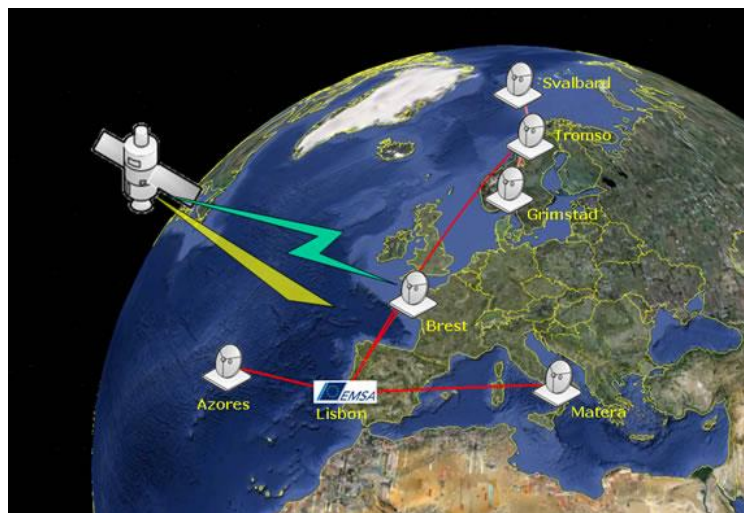 Svalbard
Tromso
Grimstad
Brest
Azores
EMSA
Lisbon
Matera